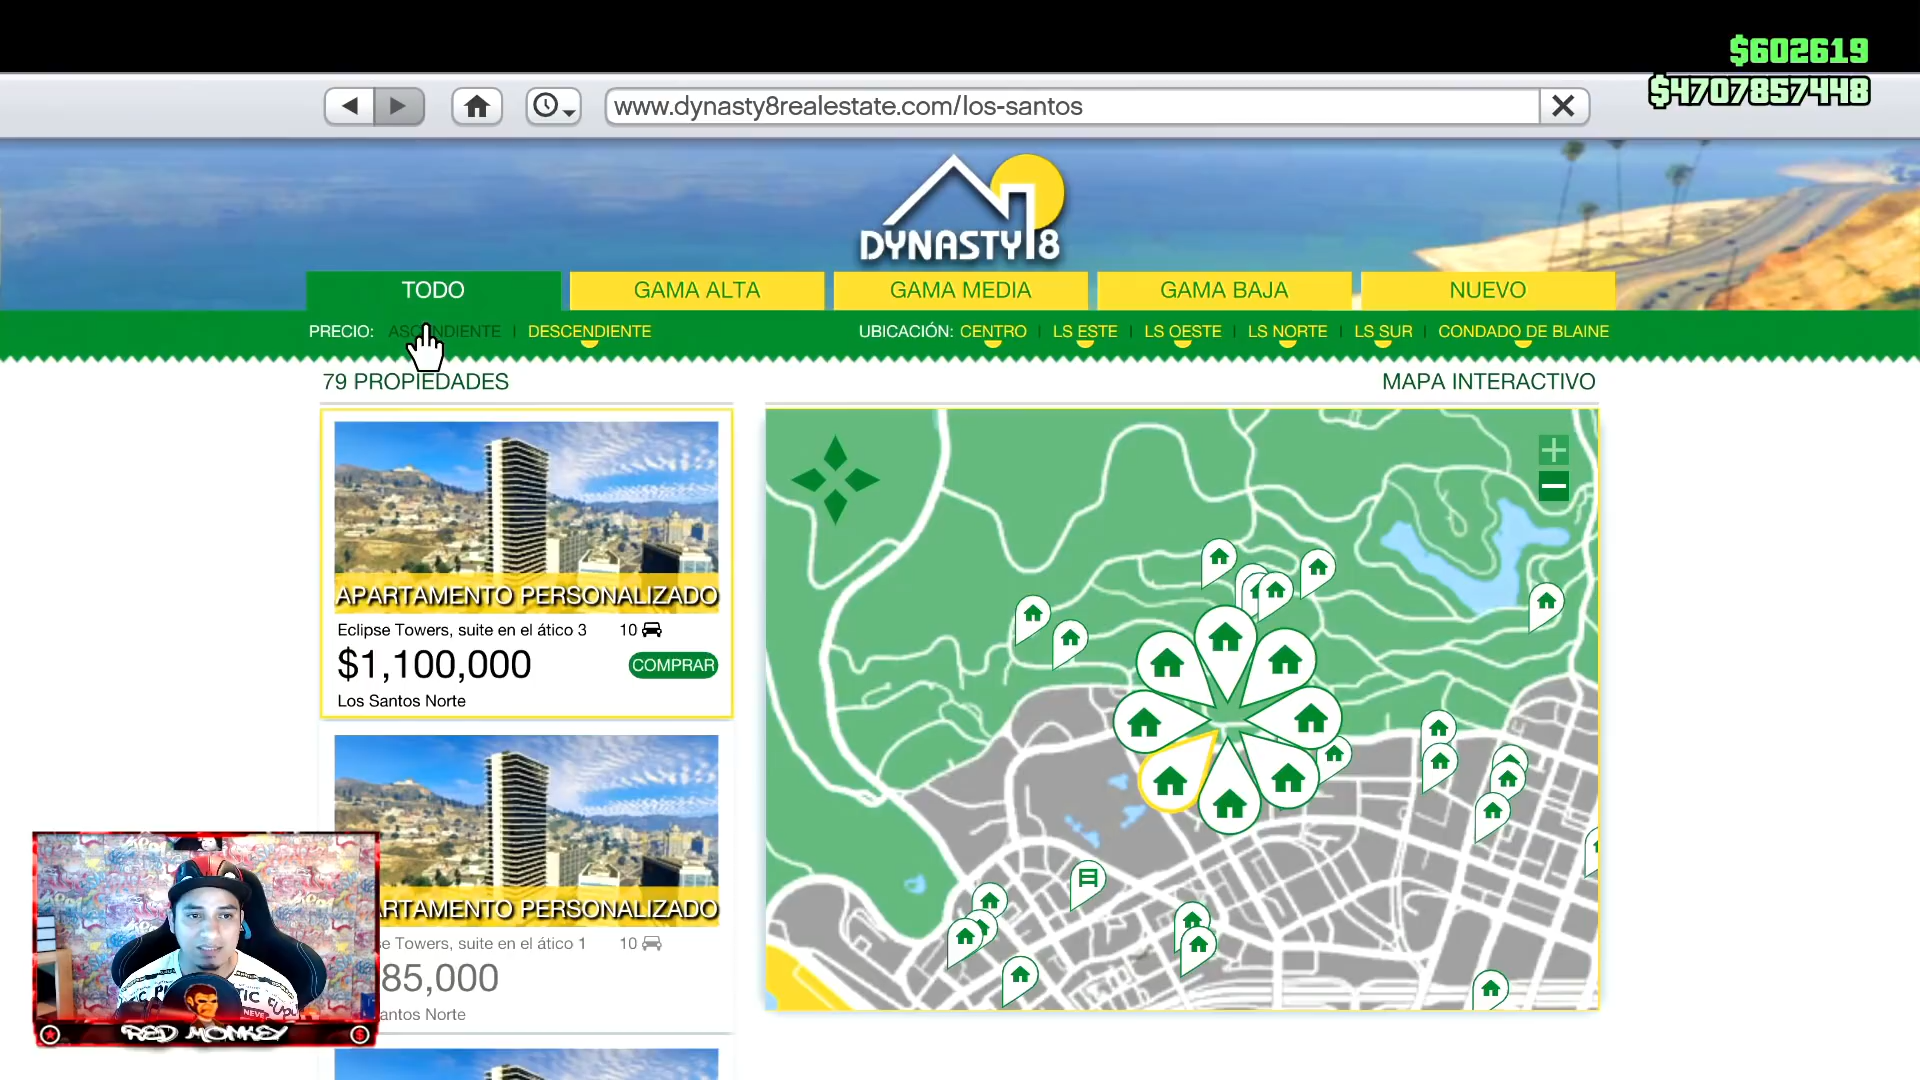 $602619
$4707857448
www.dynasty8realestate.com/los-santos
DYNASTY 8
TODO
GAMA ALTA
GAMA MEDIA
GAMA BAJA
NUEVO
PRECIO: ASCENDIENTE | DESCENDIENTE
UBICACIÓN: CENTRO | LS ESTE | LS OESTE | LS NORTE | LS SUR | CONDADO DE BLAINE
79 PROPIEDADES
MAPA INTERACTIVO
APARTAMENTO PERSONALIZADO
Eclipse Towers, suite en el ático 3 10
$1,100,000
COMPRAR
Los Santos Norte
ARTAMENTO PERSONALIZADO
se Towers, suite en el ático 1 10
85,000
antos Norte
RED MONKEY